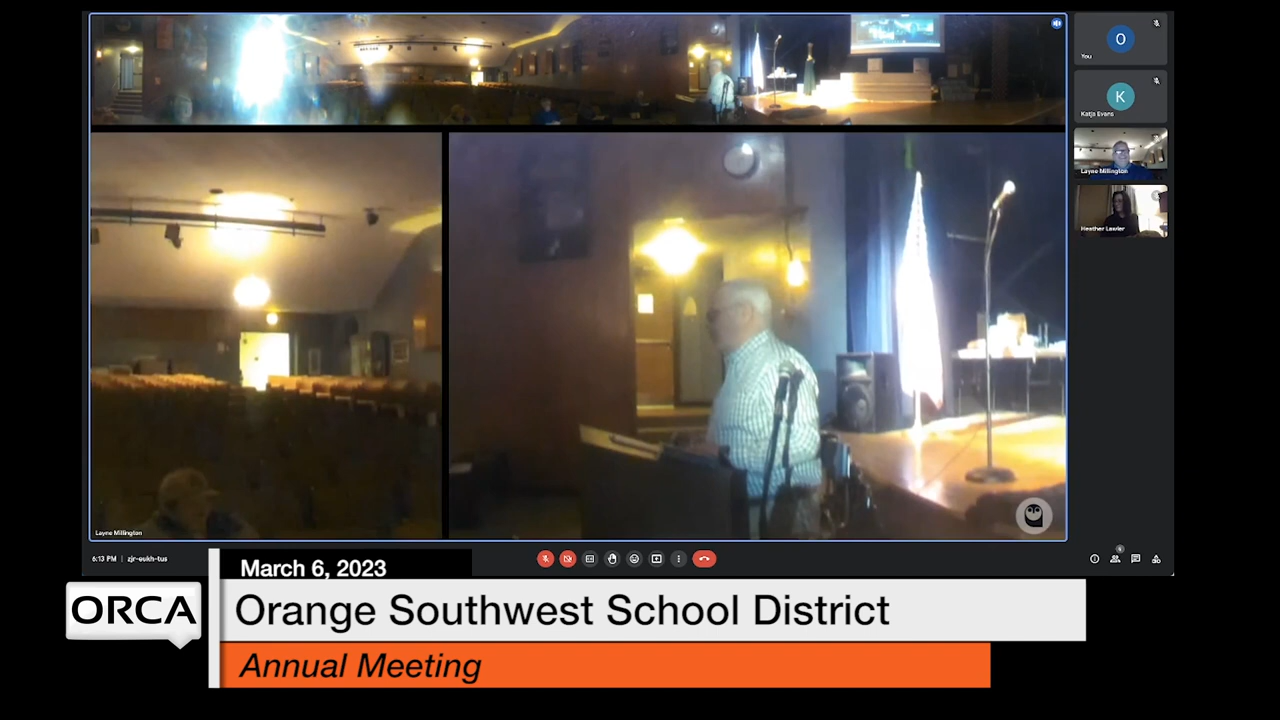 O
You
K
Katja Evans
Layne Millington
Heather Lawler
Layne Millington
6:13 PM | zjr-eukh-tus
March 6, 2023
ORCA
Orange Southwest School District
Annual Meeting